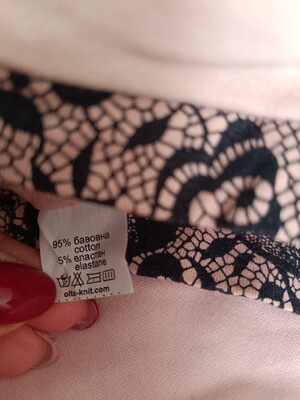 95% бавовна
cotton
5% еластан
elastane
olta-knit.com